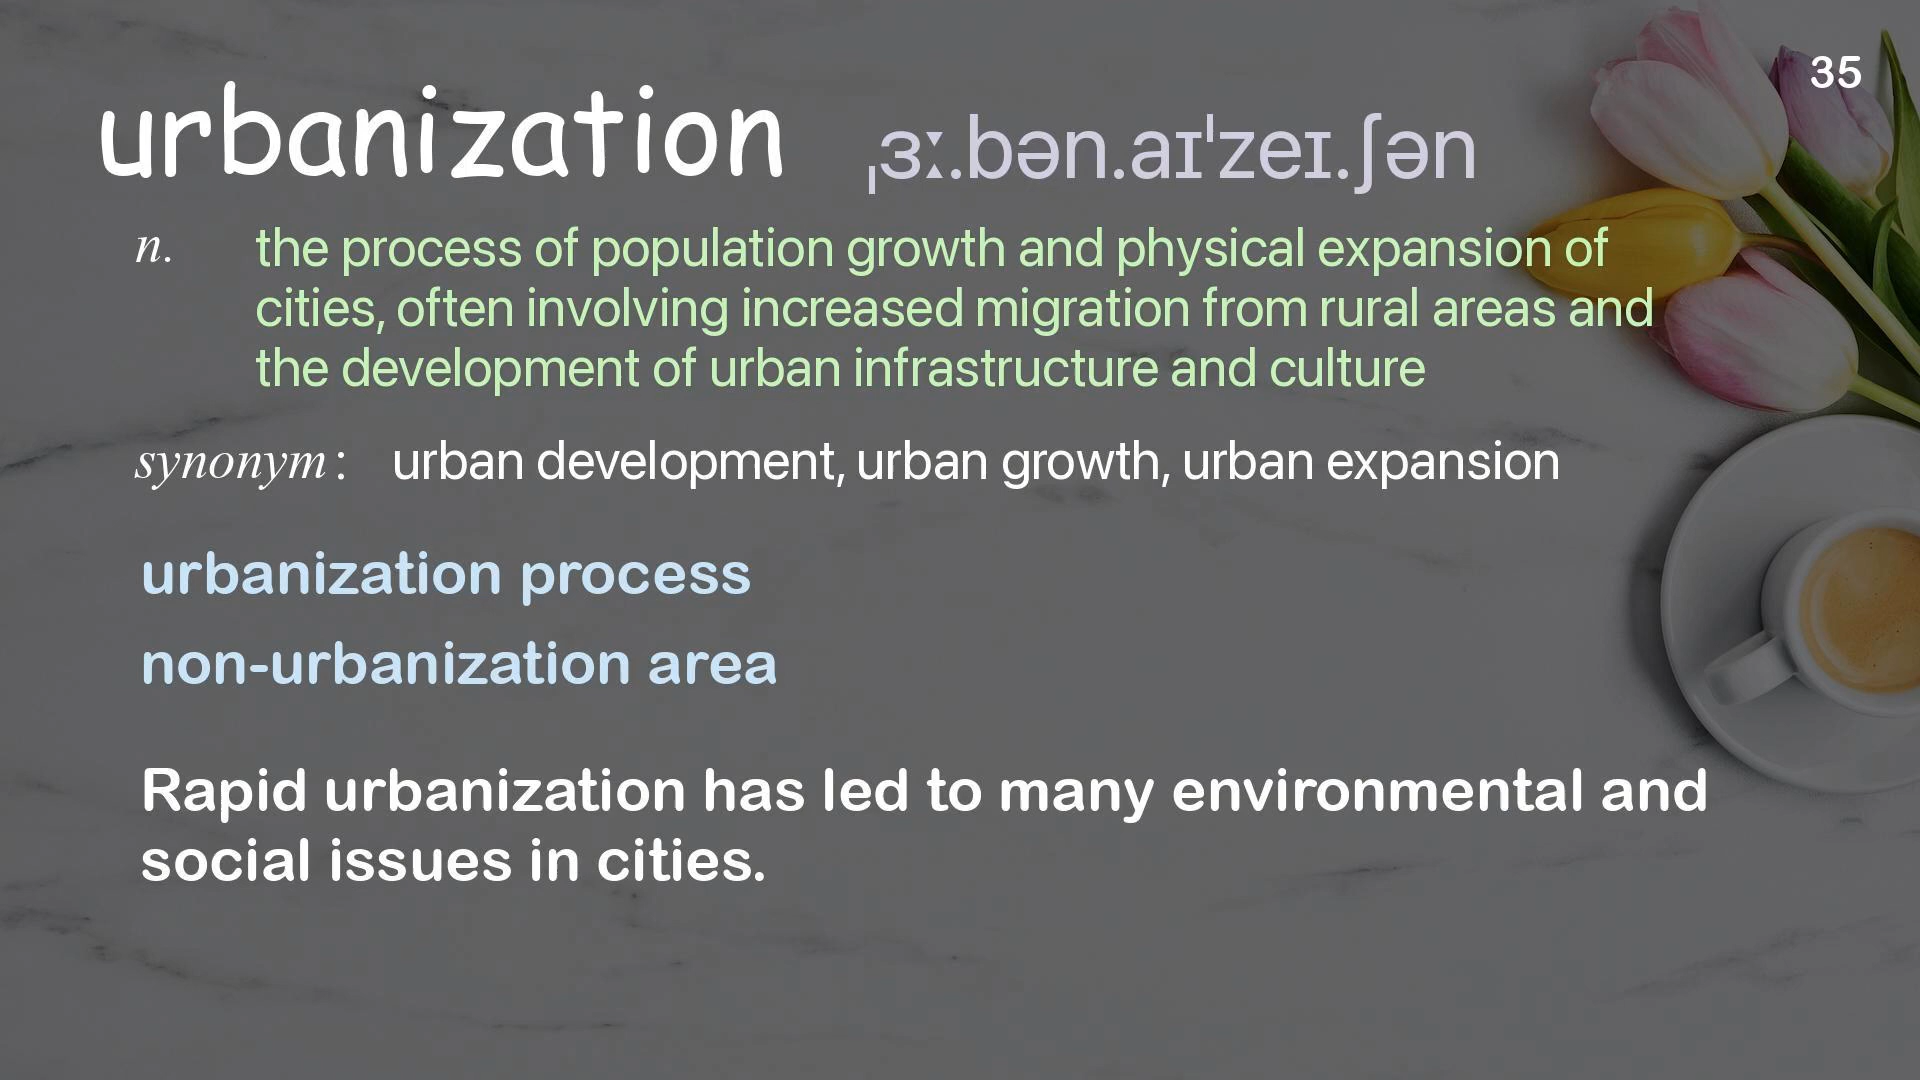 35
urbanization ˌɜː.bən.aɪˈzeɪ.ʃən
n. the process of population growth and physical expansion of
cities, often involving increased migration from rural areas and
the development of urban infrastructure and culture
synonym: urban development, urban growth, urban expansion
urbanization process
non-urbanization area
Rapid urbanization has led to many environmental and
social issues in cities.